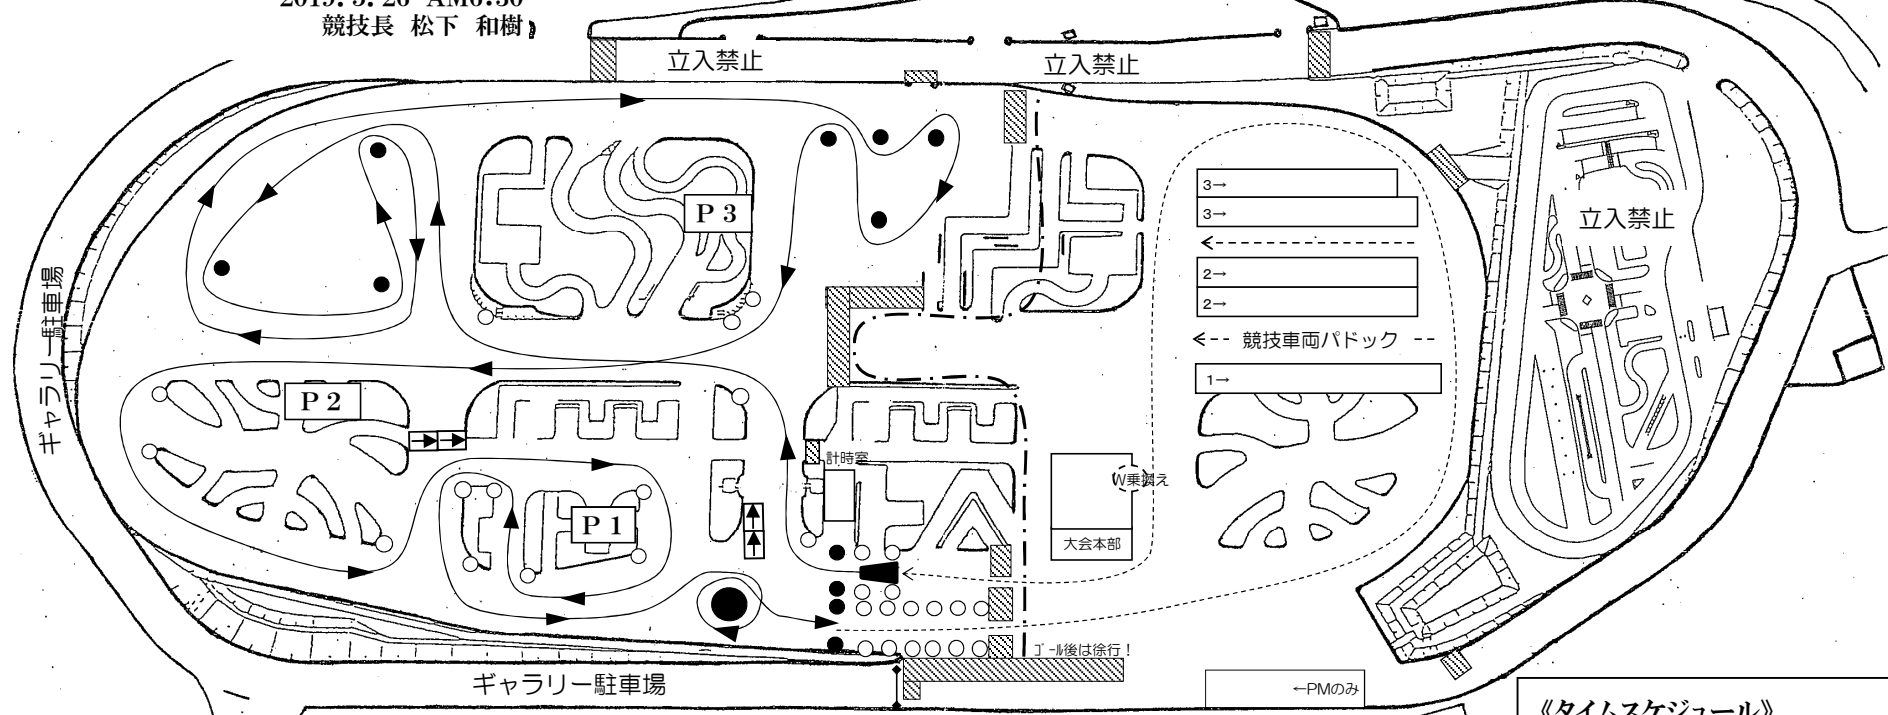 競技長 松下 和樹
立入禁止
立入禁止
P 3
3→
3→
立入禁止
2→
2→
競技車両パドック
1→
ギャラリー駐車場
P 2
計時室
W乗換え
P 1
大会本部
ｺﾞｰﾙ後は徐行！
ギャラリー駐車場
←PMのみ
《タイムスケジュール》